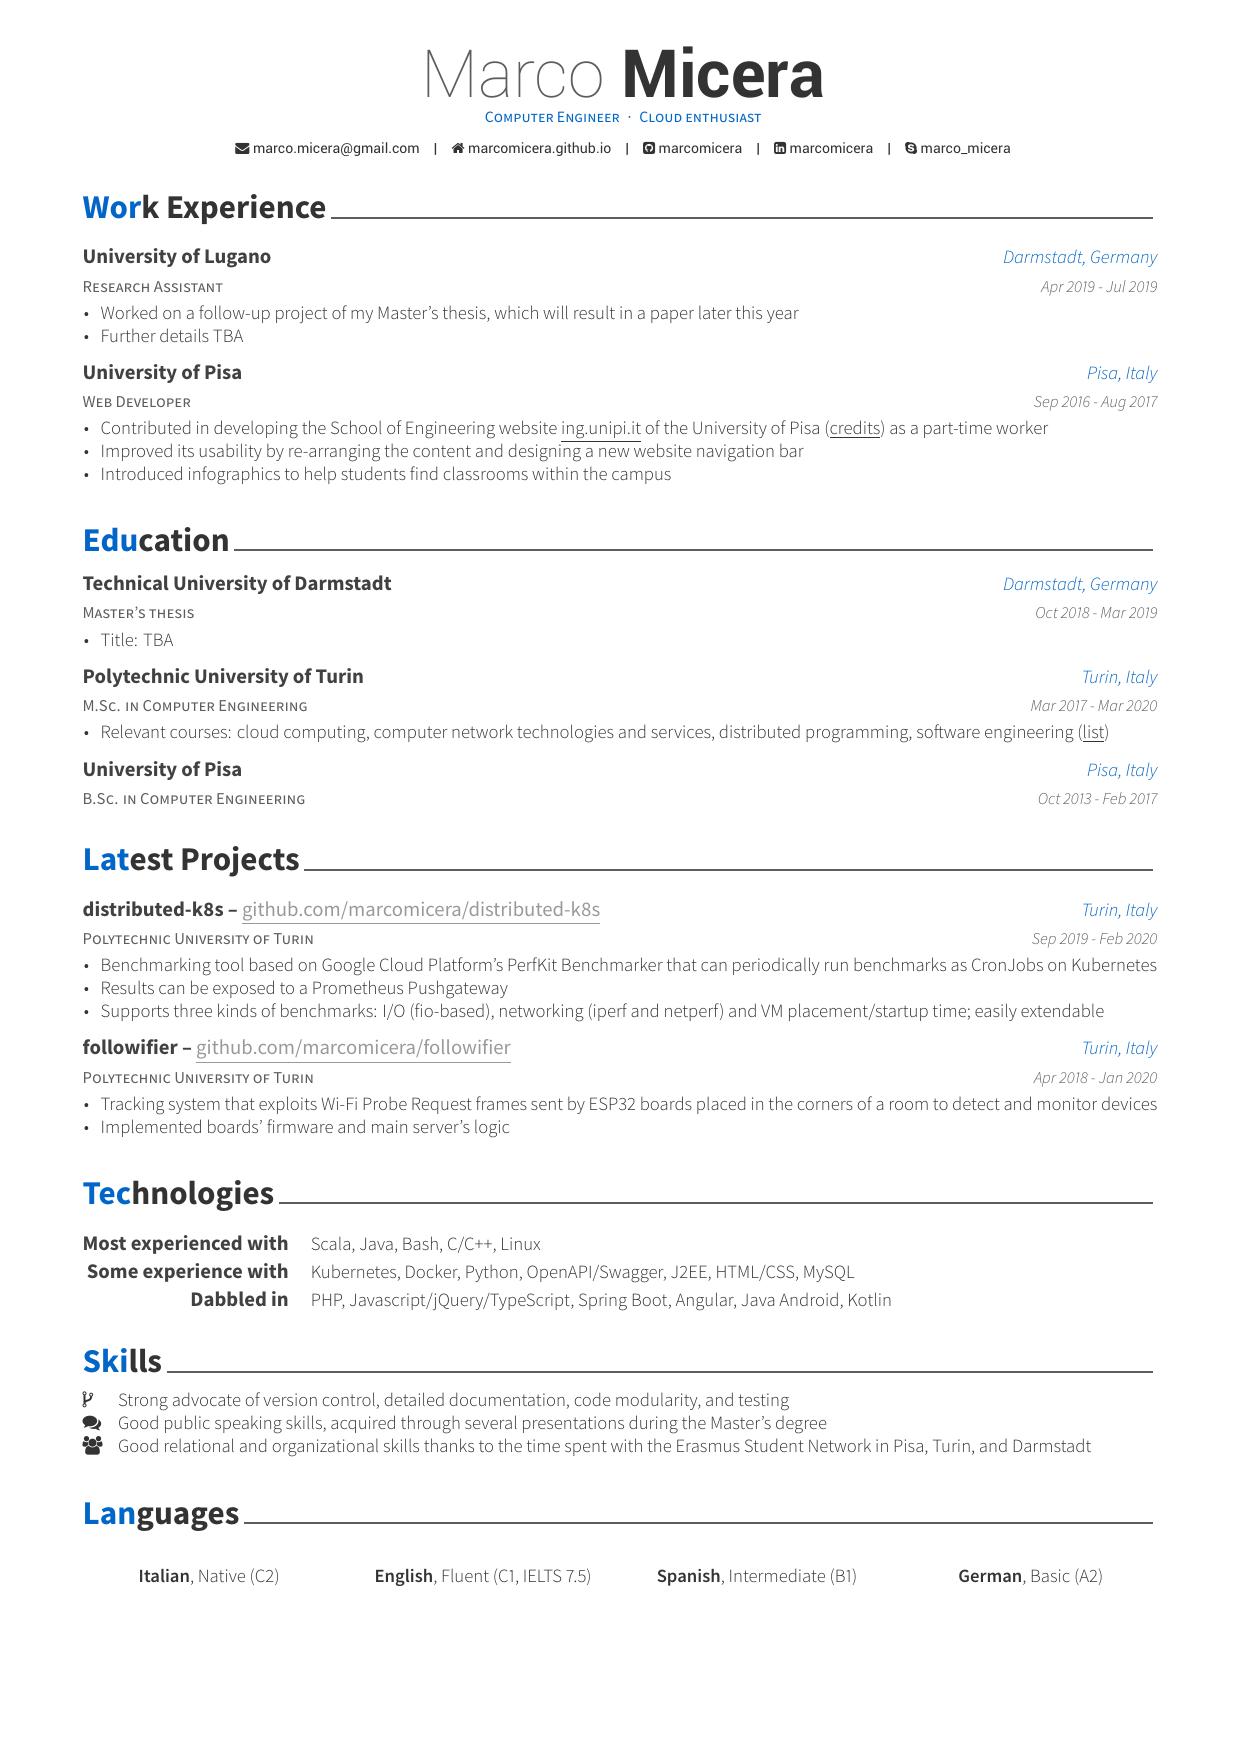 Marco Micera
Computer Engineer · Cloud enthusiast
marco.micera@gmail.com | marcomicera.github.io | marcomicera | marcomicera | marco_micera
Work Experience
University of Lugano Darmstadt, Germany
Research Assistant Apr 2019 - Jul 2019
• Worked on a follow-up project of my Master’s thesis, which will result in a paper later this year
• Further details TBA
University of Pisa Pisa, Italy
Web Developer Sep 2016 - Aug 2017
• Contributed in developing the School of Engineering website ing.unipi.it of the University of Pisa (credits) as a part-time worker
• Improved its usability by re-arranging the content and designing a new website navigation bar
• Introduced infographics to help students find classrooms within the campus
Education
Technical University of Darmstadt Darmstadt, Germany
Master’s thesis Oct 2018 - Mar 2019
• Title: TBA
Polytechnic University of Turin Turin, Italy
M.Sc. in Computer Engineering Mar 2017 - Mar 2020
• Relevant courses: cloud computing, computer network technologies and services, distributed programming, software engineering (list)
University of Pisa Pisa, Italy
B.Sc. in Computer Engineering Oct 2013 - Feb 2017
Latest Projects
distributed-k8s – github.com/marcomicera/distributed-k8s Turin, Italy
Polytechnic University of Turin Sep 2019 - Feb 2020
• Benchmarking tool based on Google Cloud Platform’s PerfKit Benchmarker that can periodically run benchmarks as CronJobs on Kubernetes
• Results can be exposed to a Prometheus Pushgateway
• Supports three kinds of benchmarks: I/O (fio-based), networking (iperf and netperf) and VM placement/startup time; easily extendable
followifier – github.com/marcomicera/followifier Turin, Italy
Polytechnic University of Turin Apr 2018 - Jan 2020
• Tracking system that exploits Wi-Fi Probe Request frames sent by ESP32 boards placed in the corners of a room to detect and monitor devices
• Implemented boards’ firmware and main server’s logic
Technologies
Most experienced with Scala, Java, Bash, C/C++, Linux
Some experience with Kubernetes, Docker, Python, OpenAPI/Swagger, J2EE, HTML/CSS, MySQL
Dabbled in PHP, Javascript/jQuery/TypeScript, Spring Boot, Angular, Java Android, Kotlin
Skills
Strong advocate of version control, detailed documentation, code modularity, and testing
Good public speaking skills, acquired through several presentations during the Master’s degree
Good relational and organizational skills thanks to the time spent with the Erasmus Student Network in Pisa, Turin, and Darmstadt
Languages
Italian, Native (C2) English, Fluent (C1, IELTS 7.5) Spanish, Intermediate (B1) German, Basic (A2)